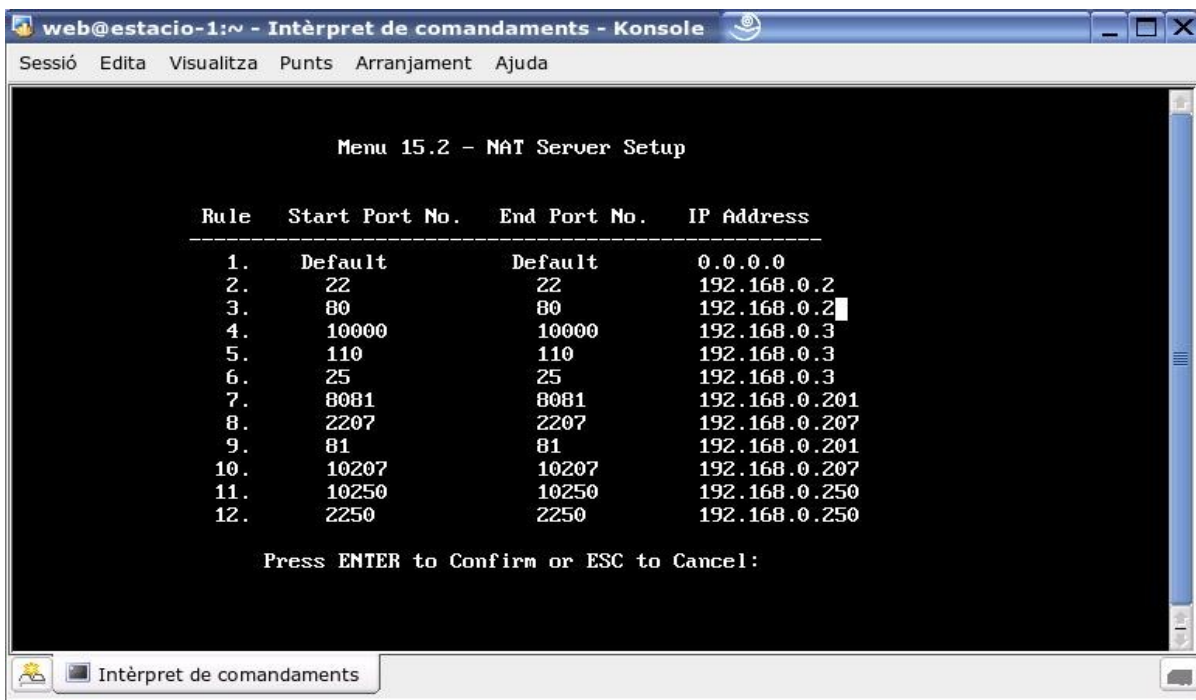 web@estacio-1:~ - Intèrpret de comandaments - Konsole
Sessió Edita Visualitza Punts Arranjament Ajuda
Menu 15.2 - NAT Server Setup
Rule Start Port No. End Port No. IP Address
---------------------------------------------------
1. Default Default 0.0.0.0
2. 22 22 192.168.0.2
3. 80 80 192.168.0.2
4. 10000 10000 192.168.0.3
5. 110 110 192.168.0.3
6. 25 25 192.168.0.3
7. 8081 8081 192.168.0.201
8. 2207 2207 192.168.0.207
9. 81 81 192.168.0.201
10. 10207 10207 192.168.0.207
11. 10250 10250 192.168.0.250
12. 2250 2250 192.168.0.250
Press ENTER to Confirm or ESC to Cancel:
Intèrpret de comandaments